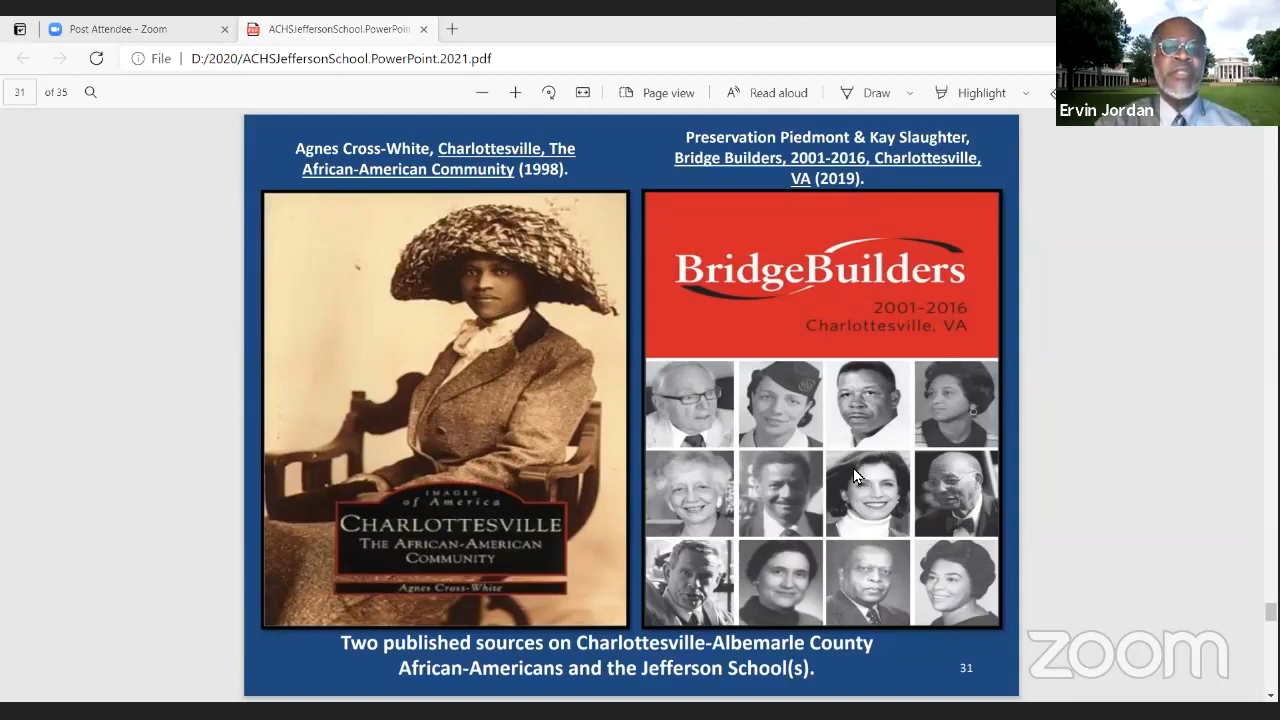 Post Attendee - Zoom
ACHSJeffersonSchool.PowerPoin
File
D:/2020/ACHSJeffersonSchool.PowerPoint.2021.pdf
31
of 35
Page view
Read aloud
Draw
Highlight
Ervin Jordan
Agnes Cross-White, Charlottesville, The
African-American Community (1998).
Preservation Piedmont & Kay Slaughter,
Bridge Builders, 2001-2016, Charlottesville,
VA (2019).
IMAGES
of America
CHARLOTTESVILLE
THE AFRICAN-AMERICAN
COMMUNITY
Agnes Cross-White
BridgeBuilders
2001–2016
Charlottesville, VA
Two published sources on Charlottesville-Albemarle County
African-Americans and the Jefferson School(s).
31
zoom